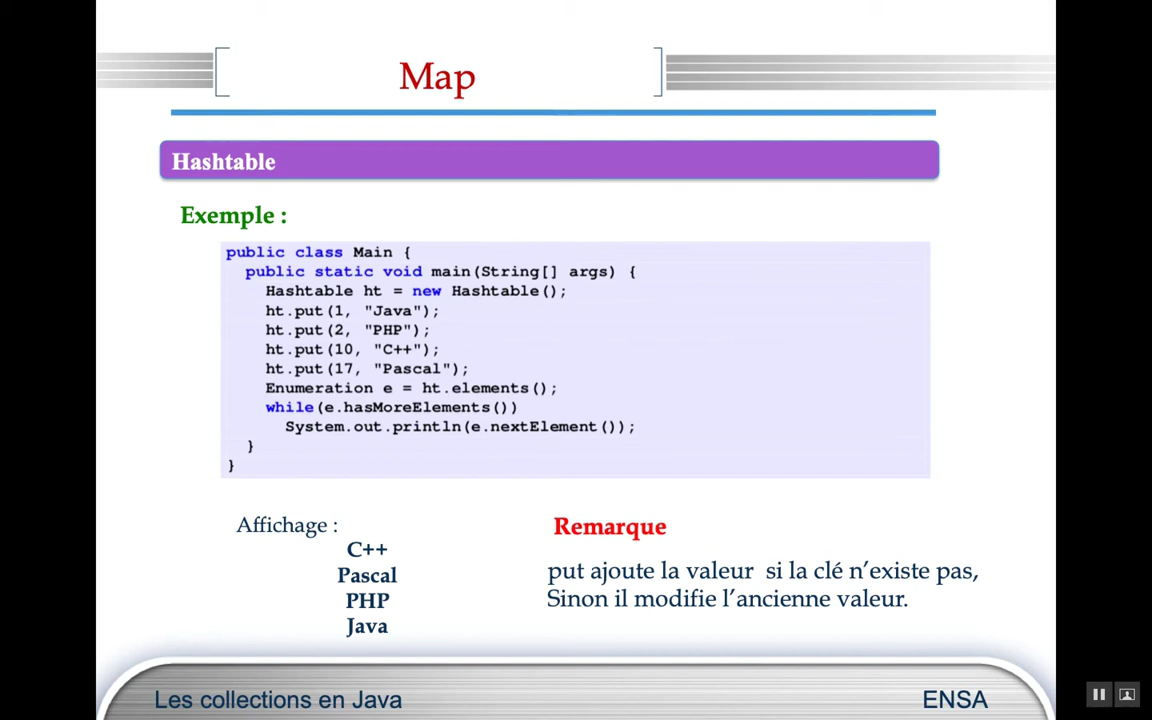 Map
Hashtable
Exemple :
public class Main {
public static void main(String[] args) {
Hashtable ht = new Hashtable();
ht.put(1, "Java");
ht.put(2, "PHP");
ht.put(10, "C++");
ht.put(17, "Pascal");
Enumeration e = ht.elements();
while(e.hasMoreElements())
System.out.println(e.nextElement());
}
}
Affichage :
C++
Pascal
PHP
Java
Remarque
put ajoute la valeur si la clé n’existe pas,
Sinon il modifie l’ancienne valeur.
Les collections en Java
ENSA